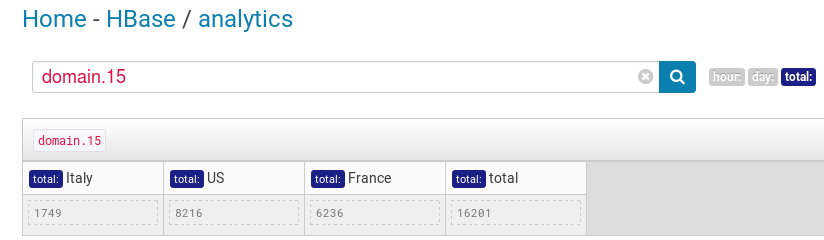 Home - HBase / analytics
domain.15 hour: day: total:
domain.15
total: Italy total: US total: France total: total
1749 8216 6236 16201